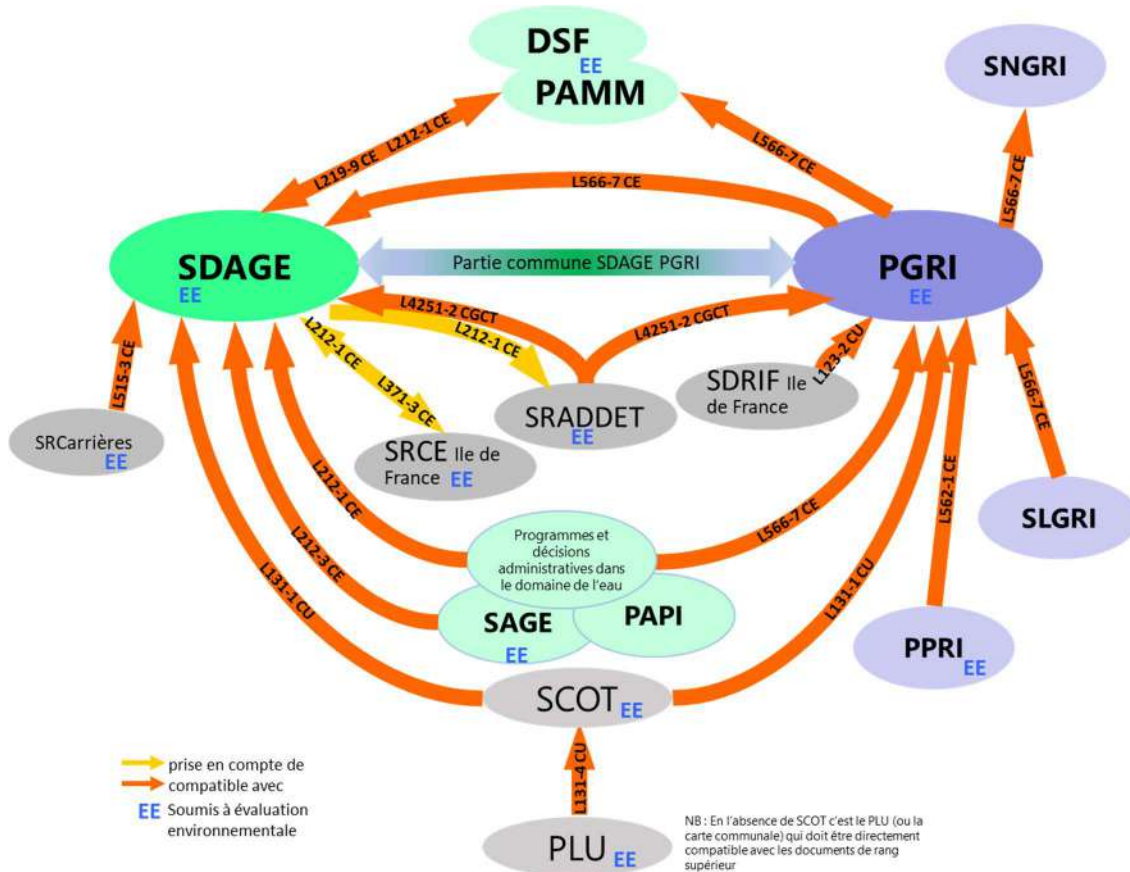 DSF
EE
PAMM
SNGRI
L219-9 CE L212-1 CE
L566-7 CE
L566-7 CE
L566-7 CE
SDAGE
EE
Partie commune SDAGE PGRI
PGRI
EE
L4251-2 CGCT
L4251-2 CGCT
L212-1 CE
L212-1 CE
L371-3 CE
L123-2 CU
L515-3 CE
SRCarrières
EE
SRCE Ile de
France EE
SRADDET
EE
SDRIF Ile
de France
L566-7 CE
SLGRI
L212-1 CE
L212-3 CE
L131-1 CU
L566-7 CE
L131-1 CU
L562-1 CE
Programmes et
décisions
administratives dans
le domaine de l'eau
SAGE
EE
PAPI
PPRI
EE
SCOT EE
L131-4 CU
PLU EE
prise en compte de
compatible avec
EE Soumis à évaluation
environnementale
NB : En l'absence de SCOT c'est le PLU (ou la
carte communale) qui doit être directement
compatible avec les documents de rang
supérieur